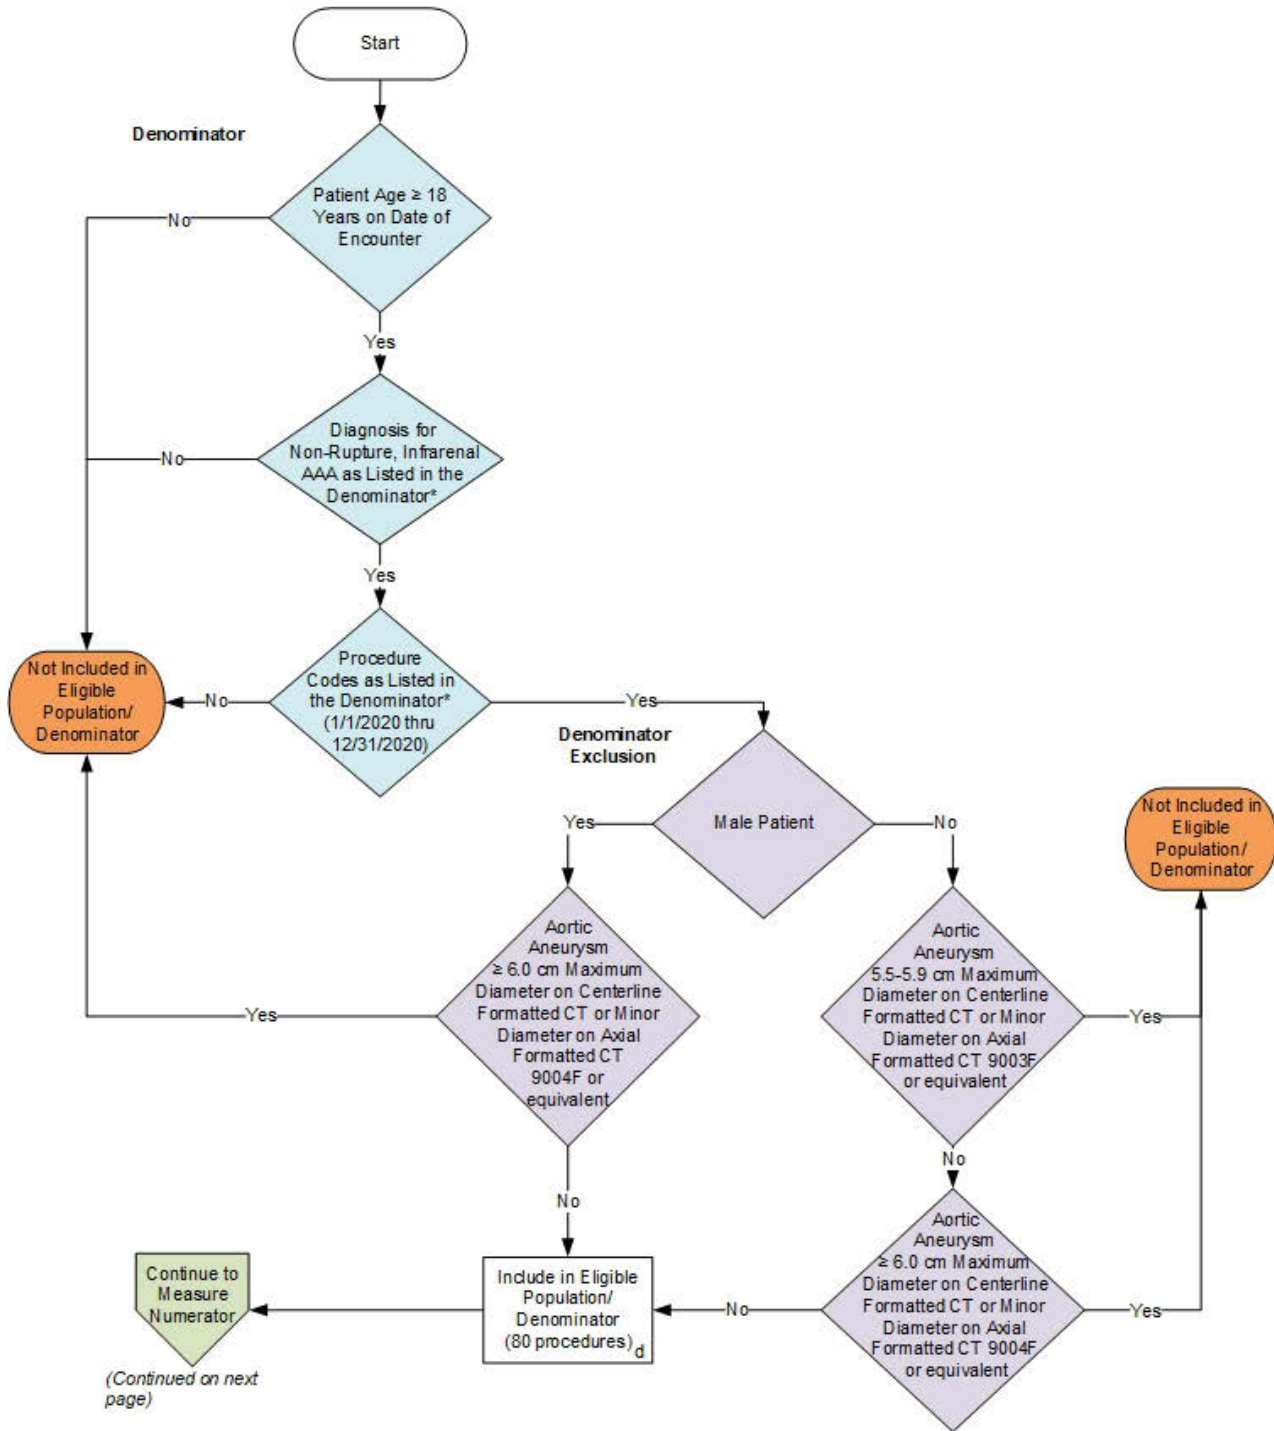 Start
Denominator
Patient Age ≥ 18
Years on Date of
Encounter
No
Yes
Diagnosis for
Non-Rupture, Infrarenal
AAA as Listed in the
Denominator*
No
Yes
Procedure
Codes as Listed in
the Denominator*
(1/1/2020 thru
12/31/2020)
No
Yes
Not Included in
Eligible
Population/
Denominator
Denominator
Exclusion
Male Patient
Yes
No
Not Included in
Eligible
Population/
Denominator
Aortic
Aneurysm
≥ 6.0 cm Maximum
Diameter on Centerline
Formatted CT or Minor
Diameter on Axial
Formatted CT
9004F or
equivalent
Yes
No
Aortic
Aneurysm
5.5-5.9 cm Maximum
Diameter on Centerline
Formatted CT or Minor
Diameter on Axial
Formatted CT 9003F
or equivalent
Yes
No
Aortic
Aneurysm
≥ 6.0 cm Maximum
Diameter on Centerline
Formatted CT or Minor
Diameter on Axial
Formatted CT 9004F
or equivalent
Yes
No
Include in Eligible
Population/
Denominator
(80 procedures)d
Continue to
Measure
Numerator
(Continued on next
page)